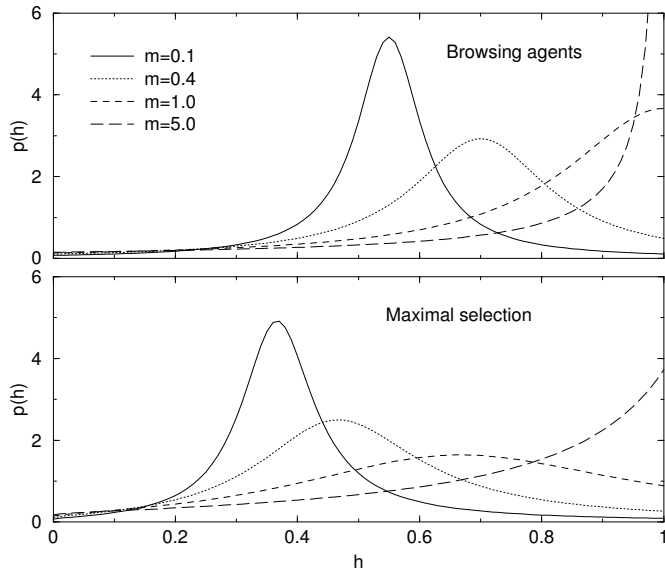 6
Browsing agents
m=0.1
m=0.4
4
m=1.0
m=5.0
p(h)
2
0
6
Maximal selection
4
p(h)
2
0
0 0.2 0.4 0.6 0.8 1
h